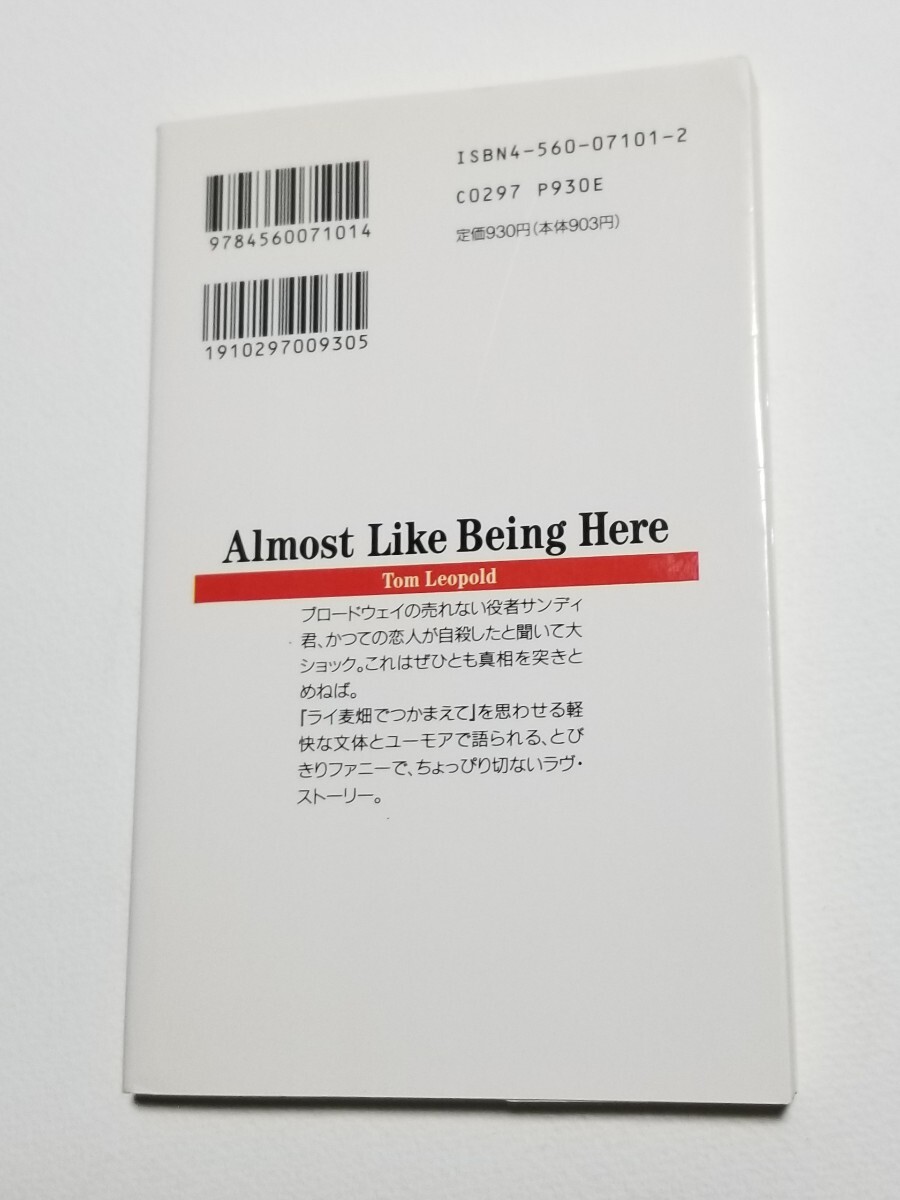 ISBN4-560-07101-2
C0297 P930E
定価930円(本体903円)
9784560071014
1910297009305
Almost Like Being Here
Tom Leopold
ブロードウェイの売れない役者サンディ
君、かつての恋人が自殺したと聞いて大
ショック。これはぜひとも真相を突きと
めねば。
『ライ麦畑でつかまえて』を思わせる軽
快な文体とユーモアで語られる、とび
きりファニーで、ちょっぴり切ないラヴ・
ストーリー。